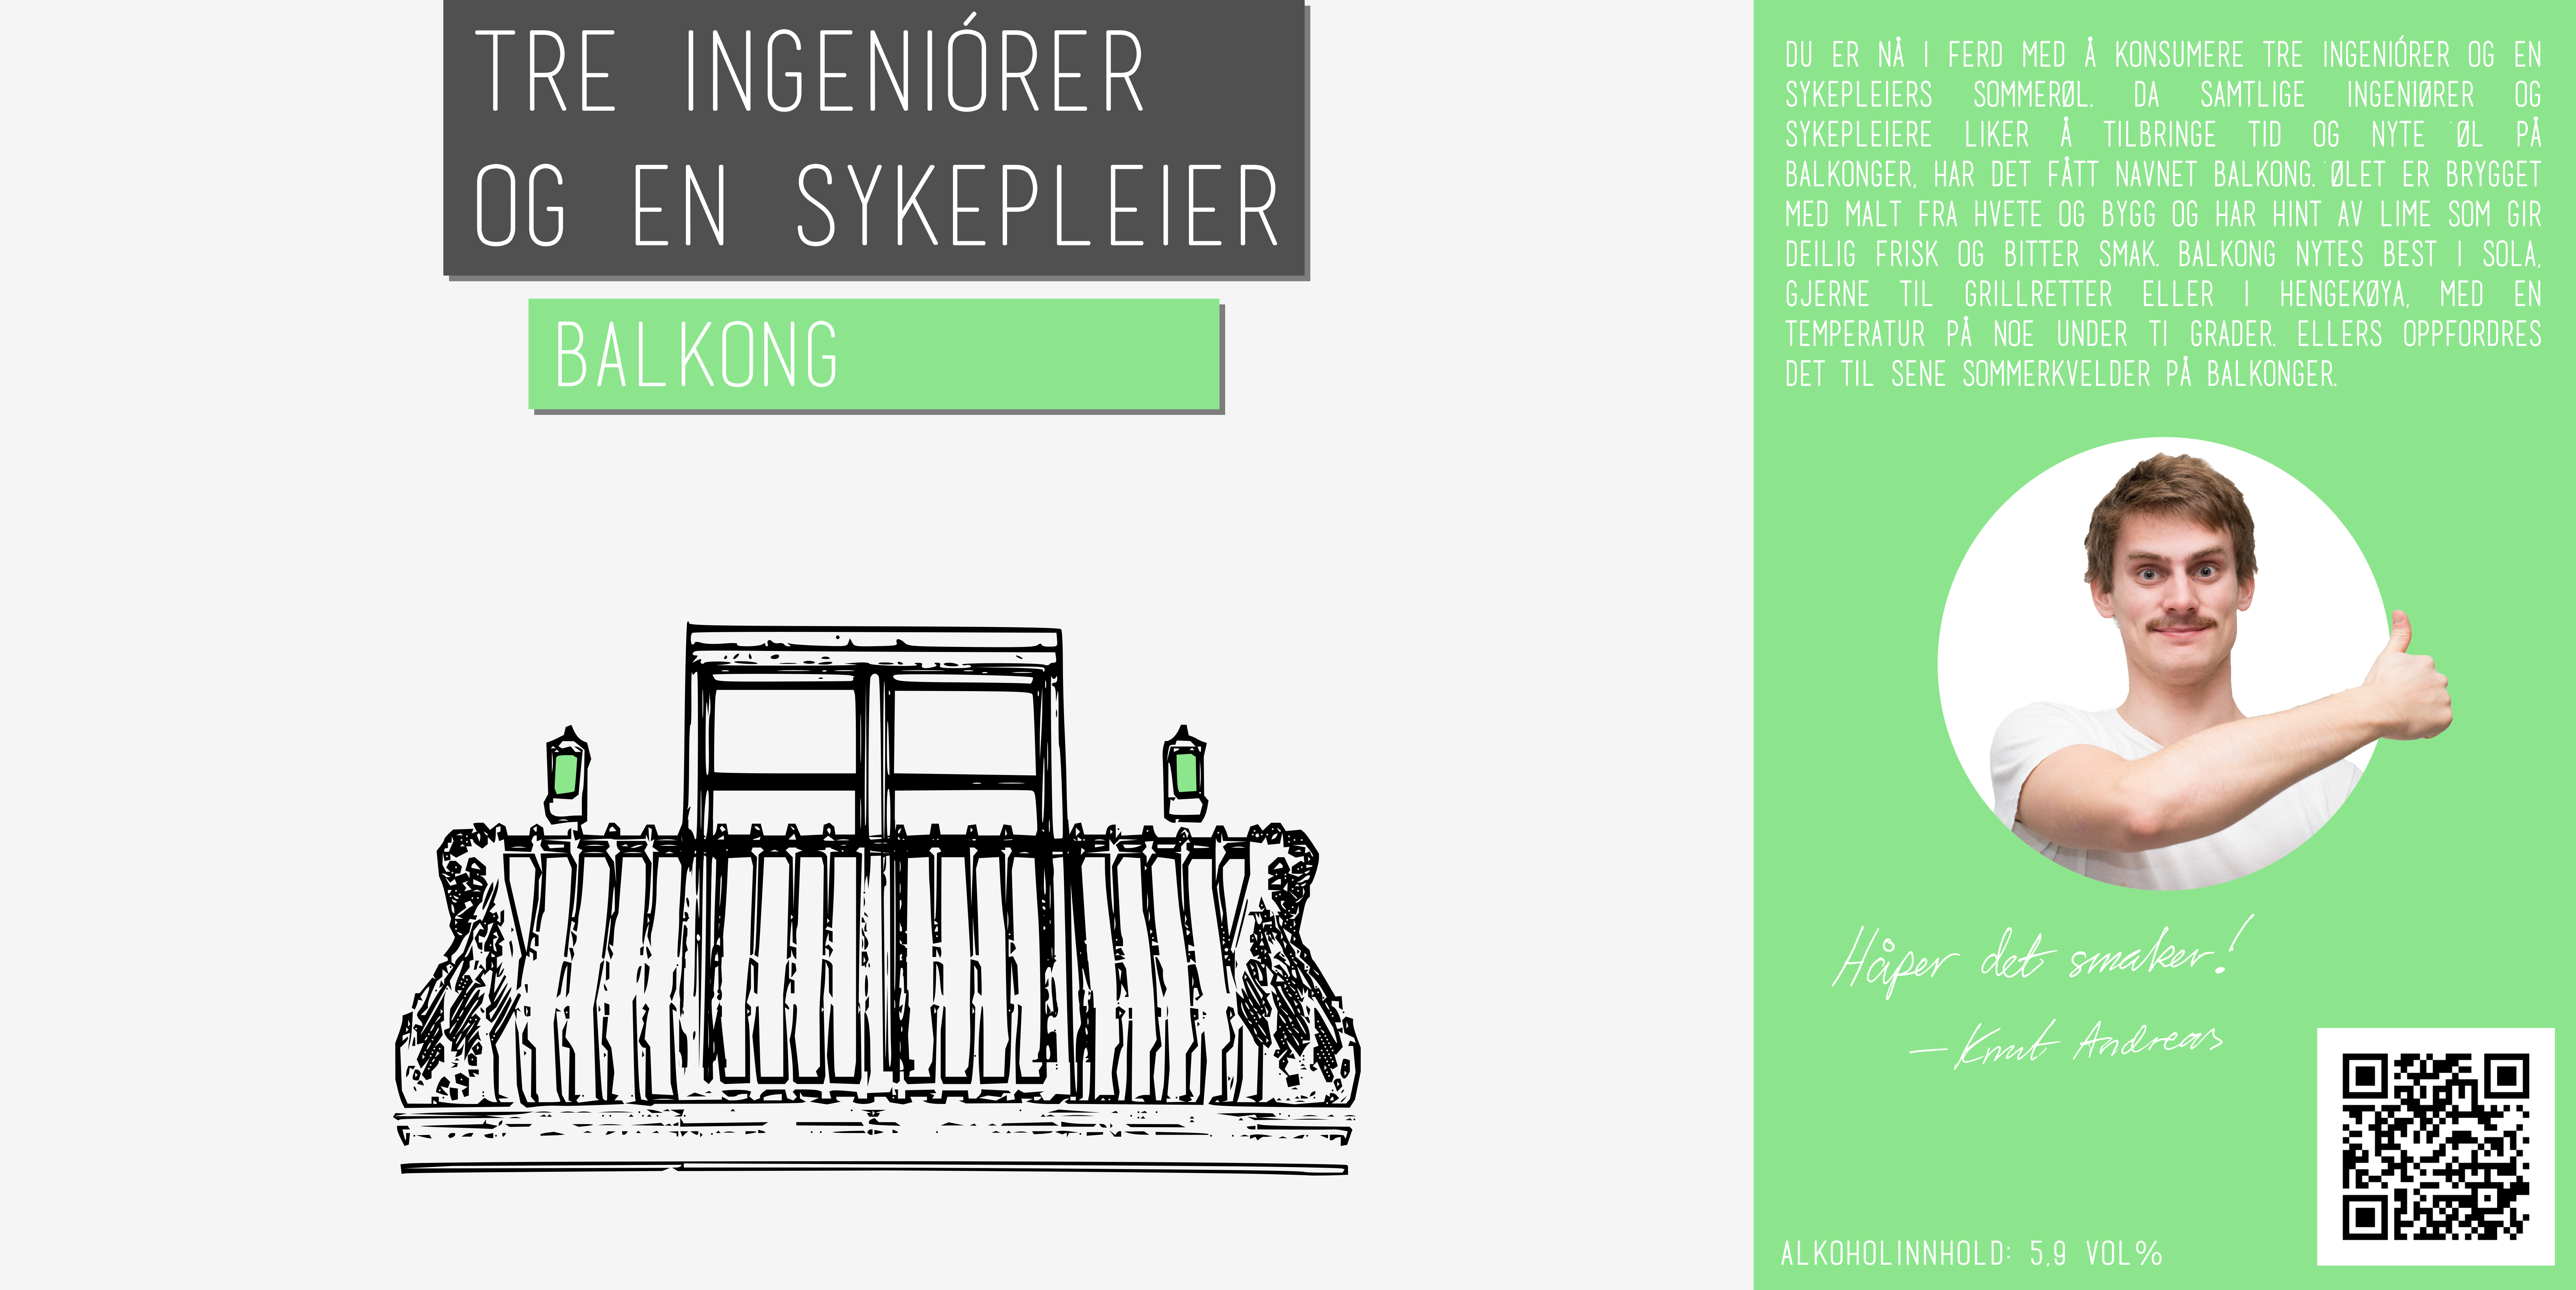 TRE INGENIÓRER
OG EN SYKEPLEIER
BALKONG
DU ER NÅ I FERD MED Å KONSUMERE TRE INGENIÓRER OG EN
SYKEPLEIERS SOMMERØL. DA SAMTLIGE INGENIØRER OG
SYKEPLEIERE LIKER Å TILBRINGE TID OG NYTE ØL PÅ
BALKONGER, HAR DET FÅTT NAVNET BALKONG. ØLET ER BRYGGET
MED MALT FRA HVETE OG BYGG OG HAR HINT AV LIME SOM GIR
DEILIG FRISK OG BITTER SMAK. BALKONG NYTES BEST I SOLA,
GJERNE TIL GRILLRETTER ELLER I HENGEKØYA, MED EN
TEMPERATUR PÅ NOE UNDER TI GRADER. ELLERS OPPFORDRES
DET TIL SENE SOMMERKVELDER PÅ BALKONGER.
Håper det smaker!
– Knut Andreas
ALKOHOLINNHOLD: 5,9 VOL%